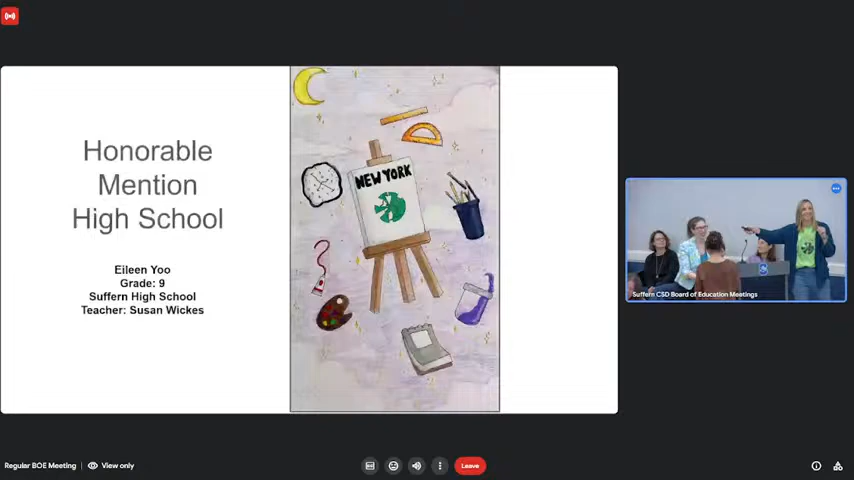 Honorable
Mention
High School
Eileen Yoo
Grade: 9
Suffern High School
Teacher: Susan Wickes
NEW YORK
Suffern CSD Board of Education Meetings
Regular BOE Meeting
View only
Leave